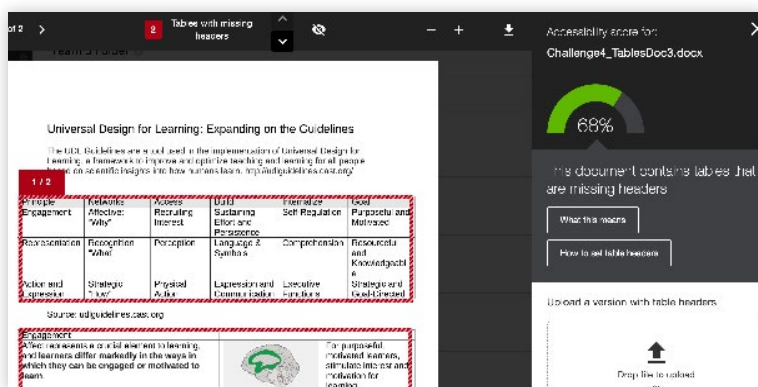 of 2
2 Tables with missing headers
Team 5 Folder
Accessibility score for:
Challenge4_TablesDoc3.docx
68%
This document contains tables that
are missing headers
What this means
How to set table headers
Upload a version with table headers
Drop file to upload
Universal Design for Learning: Expanding on the Guidelines
The UDL Guidelines are a tool used in the implementation of Universal Design for
Learning, a framework to improve and optimize teaching and learning for all people
based on scientific insights into how humans learn. http://udlguidelines.cast.org/
1 / 2
Principle Networks Access Build Internalize Goal
Engagement Affective: "Why" Recruiting Interest Sustaining Effort and Persistence Self Regulation Purposeful and Motivated
Representation Recognition "What" Perception Language & Symbols Comprehension Resourceful and Knowledgeable
Action and Expression Strategic "How" Physical Action Expression and Communication Executive Functions Strategic and Goal-Directed
Source: udlguidelines.cast.org
Engagement
Affect represents a crucial element to learning,
and learners differ markedly in the ways in
which they can be engaged or motivated to
learn.
For purposeful,
motivated learners,
stimulate interest and
motivation for
learning